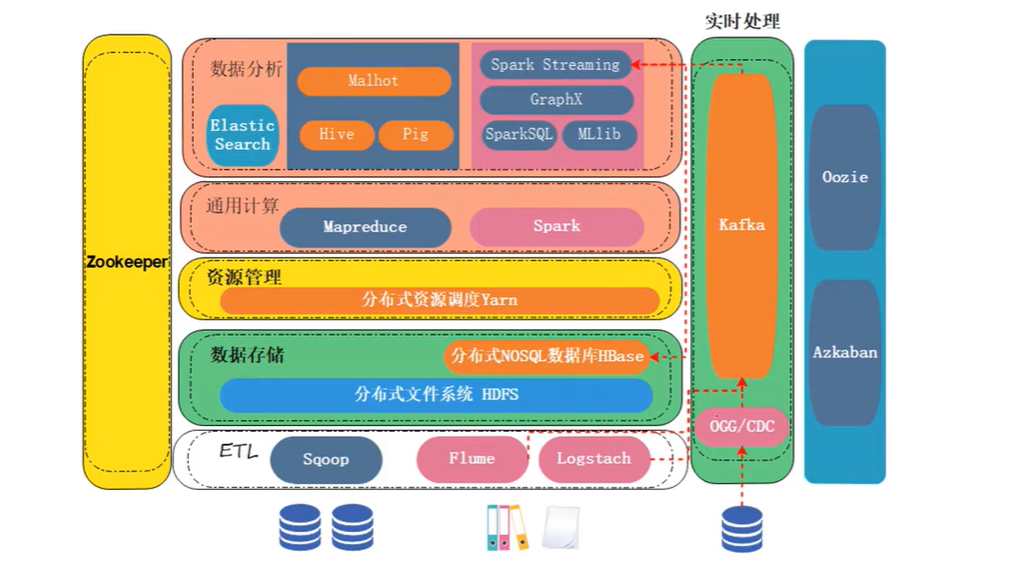 实时处理
Zookeeper
数据分析
Elastic
Search
Malhot
Hive
Pig
Spark Streaming
GraphX
SparkSQL
MLlib
通用计算
Mapreduce
Spark
资源管理
分布式资源调度Yarn
数据存储
分布式NOSQL数据库HBase
分布式文件系统 HDFS
ETL
Sqoop
Flume
Logstach
Kafka
OGG/CDC
Oozie
Azkaban